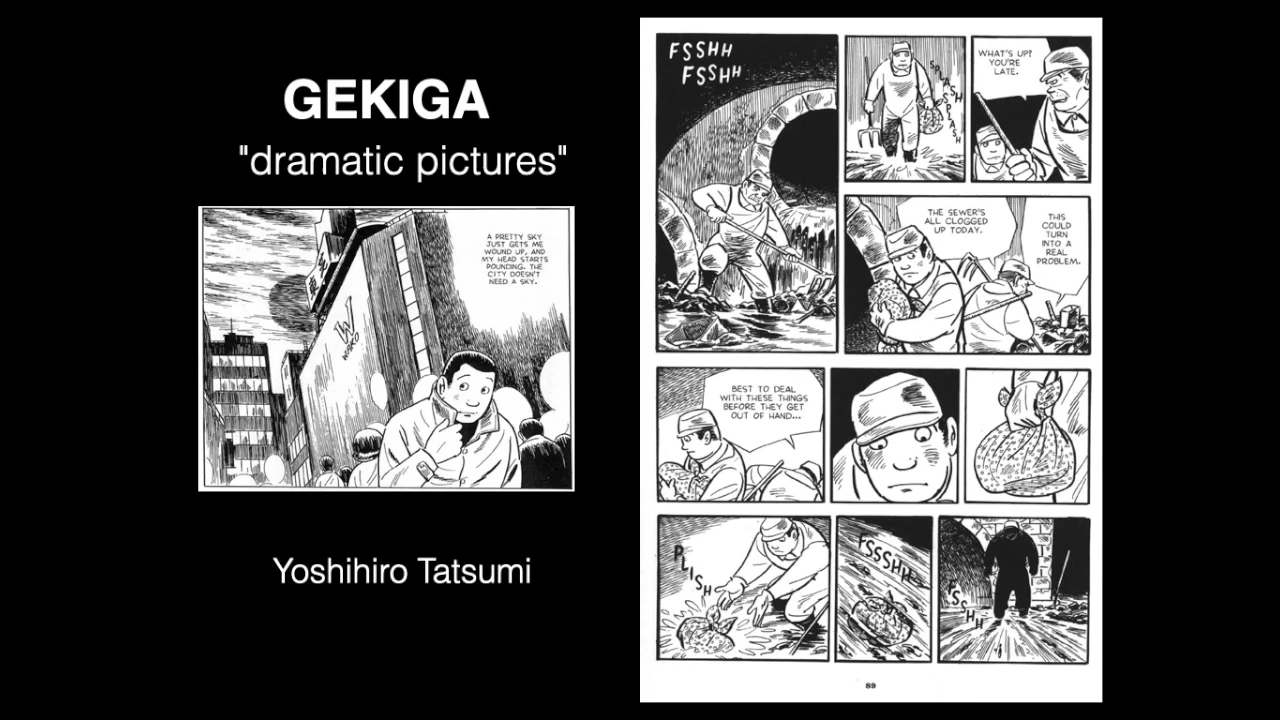 GEKIGA
"dramatic pictures"
A PRETTY SKY
JUST GETS ME
WOUND UP, AND
MY HEAD STARTS
POUNDING. THE
CITY DOESN'T
NEED A SKY.
Yoshihiro Tatsumi
FSSHH
FSSHH
SPLASH
SPLASH
WHAT'S UP?
YOU'RE
LATE.
THE SEWER'S
ALL CLOGGED
UP TODAY.
THIS
COULD
TURN
INTO A
REAL
PROBLEM.
BEST TO DEAL
WITH THESE THINGS
BEFORE THEY GET
OUT OF HAND...
PLISH
FSSSHH
FSSHH
89